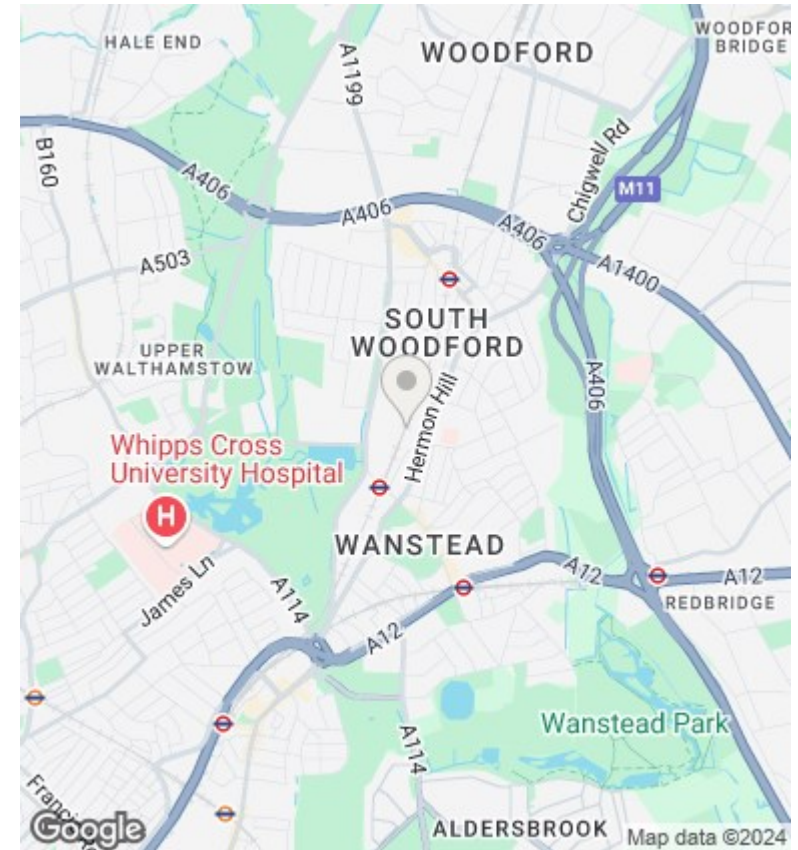 HALE END
WOODFORD
WOODFOR
BRIDGE
A1199
B160
Chigwell Rd
M11
A406
A406
A406
A503
A1400
SOUTH
WOODFORD
UPPER
WALTHAMSTOW
A406
Hermon Hill
Whipps Cross
University Hospital
H
WANSTEAD
James Ln
A114
A12
A12
A12
REDBRIDGE
Wanstead Park
A114
ALDERSBROOK
Google
Map data ©2024